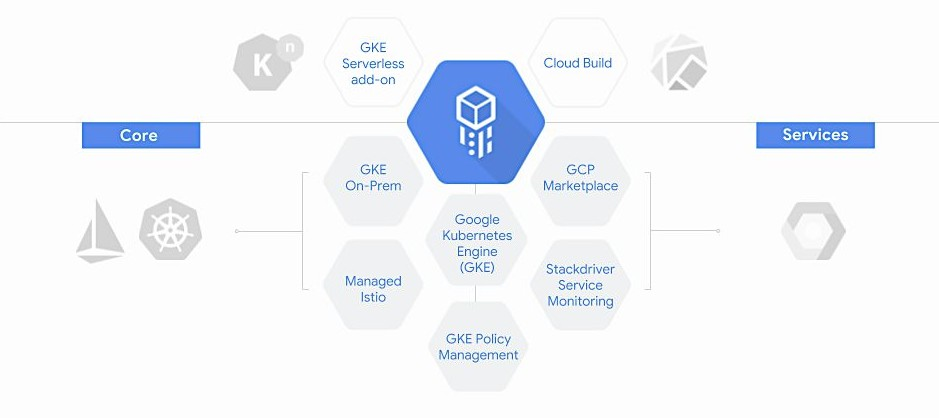 K
n
GKE
Serverless
add-on
Cloud Build
Core
Services
GKE
On-Prem
GCP
Marketplace
Google
Kubernetes
Engine
(GKE)
Managed
Istio
Stackdriver
Service
Monitoring
GKE Policy
Management